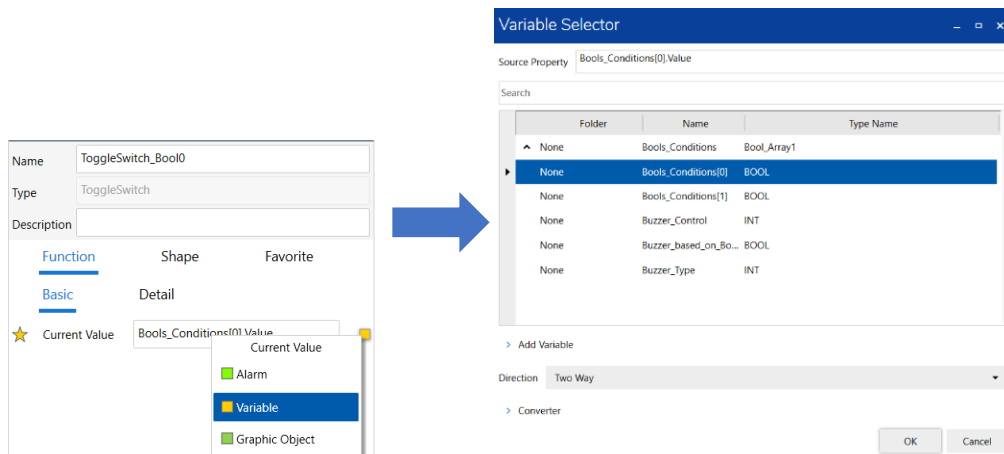 Name ToggleSwitch_Bool0
Type ToggleSwitch
Description
Function Shape Favorite
Basic Detail
Current Value Bools_Conditions[0].Value
Current Value
Alarm
Variable
Graphic Object
Variable Selector
Source Property Bools_Conditions[0].Value
Search
Folder Name Type Name
None Bools_Conditions Bool_Array1
None Bools_Conditions[0] BOOL
None Bools_Conditions[1] BOOL
None Buzzer_Control INT
None Buzzer_based_on_Bo... BOOL
None Buzzer_Type INT
Add Variable
Direction Two Way
Converter
OK Cancel